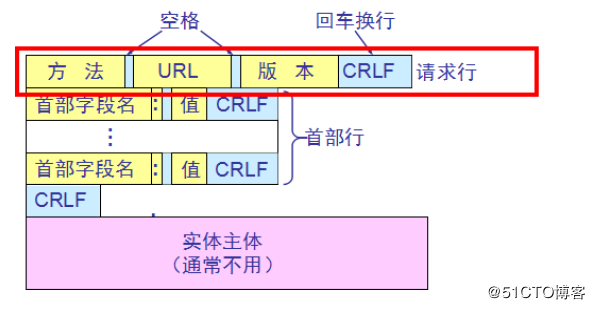 空格 回车换行
方 法 URL 版 本 CRLF 请求行
首部字段名 : 值 CRLF
⋮ 首部行
首部字段名 : 值 CRLF
CRLF
实体主体
（通常不用）
@51CTO博客